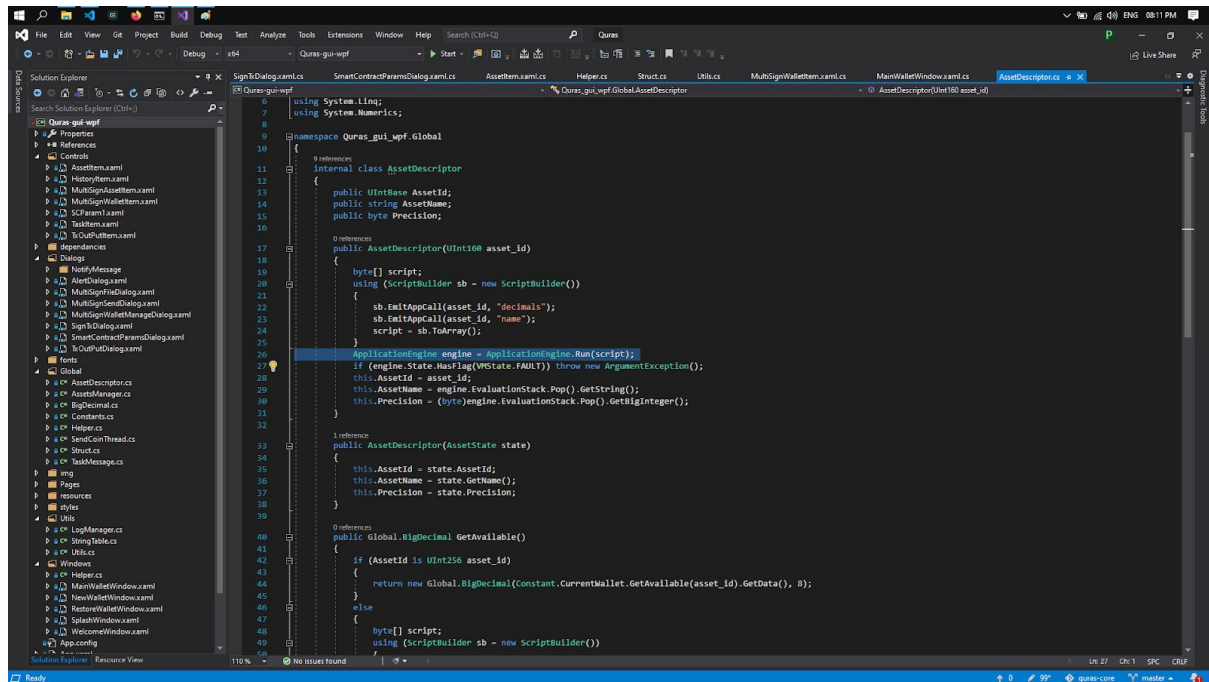 ENG 08:11 PM
File Edit View Git Project Build Debug Test Analyze Tools Extensions Window Help Search (Ctrl+Q) Quras P
Debug x64 Quras-gui-wpf Start Live Share
Solution Explorer
SignTxDialog.xaml.cs SmartContractParamsDialog.xaml.cs AssetItem.xaml.cs Helper.cs Struct.cs Utils.cs MultiSignWalletItem.xaml.cs MainWalletWindow.xaml.cs AssetDescriptor.cs
Quras-gui-wpf Quras_gui_wpf.Global.AssetDescriptor AssetDescriptor(UInt160 asset_id)
Data Sources
Diagnostic Tools
Search Solution Explorer (Ctrl+;)
Quras-gui-wpf
Properties
References
Controls
AssetItem.xaml
HistoryItem.xaml
MultiSignAssetItem.xaml
MultiSignWalletItem.xaml
SCParam1.xaml
TaskItem.xaml
TxOutPutItem.xaml
dependancies
Dialogs
NotifyMessage
AlertDialog.xaml
MultiSignFileDialog.xaml
MultiSignSendDialog.xaml
MultiSignWalletManageDialog.xaml
SignTxDialog.xaml
SmartContractParamsDialog.xaml
TxOutPutDialog.xaml
fonts
Global
AssetDescriptor.cs
AssetsManager.cs
BigDecimal.cs
Constants.cs
Helper.cs
SendCoinThread.cs
Struct.cs
TaskMessage.cs
img
Pages
resources
styles
Utils
LogManager.cs
StringTable.cs
Utils.cs
Windows
Helper.cs
MainWalletWindow.xaml
NewWalletWindow.xaml
RestoreWalletWindow.xaml
SplashWindow.xaml
WelcomeWindow.xaml
App.config
Solution Explorer Resource View
6 using System.Linq;
7 using System.Numerics;
8
9 namespace Quras_gui_wpf.Global
10 {
9 references
11 internal class AssetDescriptor
12 {
13 public UIntBase AssetId;
14 public string AssetName;
15 public byte Precision;
16
0 references
17 public AssetDescriptor(UInt160 asset_id)
18 {
19 byte[] script;
20 using (ScriptBuilder sb = new ScriptBuilder())
21 {
22 sb.EmitAppCall(asset_id, "decimals");
23 sb.EmitAppCall(asset_id, "name");
24 script = sb.ToArray();
25 }
26 ApplicationEngine engine = ApplicationEngine.Run(script);
27 if (engine.State.HasFlag(VMState.FAULT)) throw new ArgumentException();
28 this.AssetId = asset_id;
29 this.AssetName = engine.EvaluationStack.Pop().GetString();
30 this.Precision = (byte)engine.EvaluationStack.Pop().GetBigInteger();
31 }
32
1 reference
33 public AssetDescriptor(AssetState state)
34 {
35 this.AssetId = state.AssetId;
36 this.AssetName = state.GetName();
37 this.Precision = state.Precision;
38 }
39
0 references
40 public Global.BigDecimal GetAvailable()
41 {
42 if (AssetId is UInt256 asset_id)
43 {
44 return new Global.BigDecimal(Constant.CurrentWallet.GetAvailable(asset_id).GetData(), 8);
45 }
46 else
47 {
48 byte[] script;
49 using (ScriptBuilder sb = new ScriptBuilder())
110 % No issues found Ln: 27 Ch: 1 SPC CRLF
Ready 0 99+ quras-core master